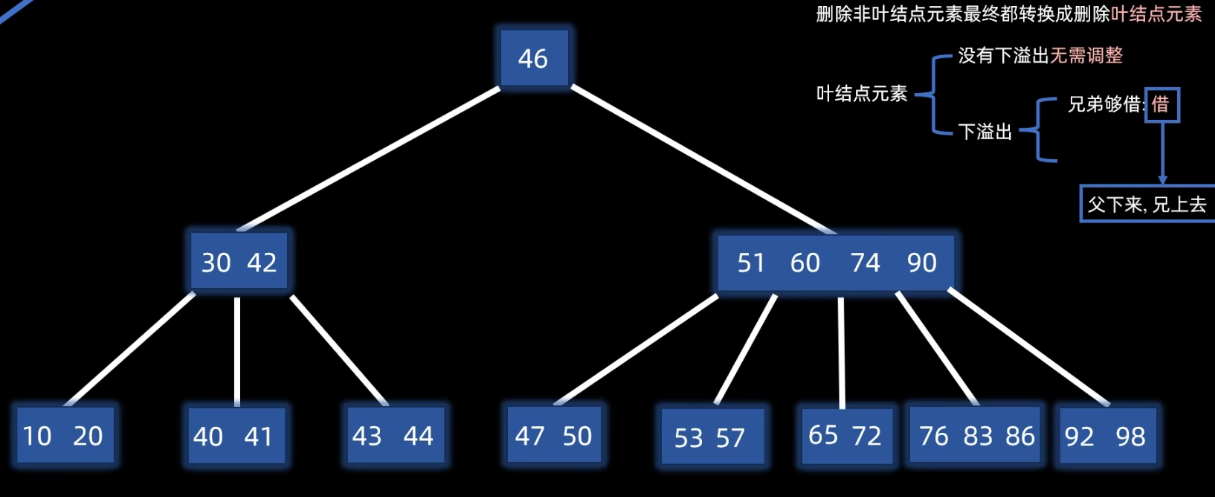 删除非叶结点元素最终都转换成删除叶结点元素
叶结点元素
没有下溢出无需调整
下溢出
兄弟够借:借
父下来, 兄上去
46
30 42
51 60 74 90
10 20
40 41
43 44
47 50
53 57
65 72
76 83 86
92 98